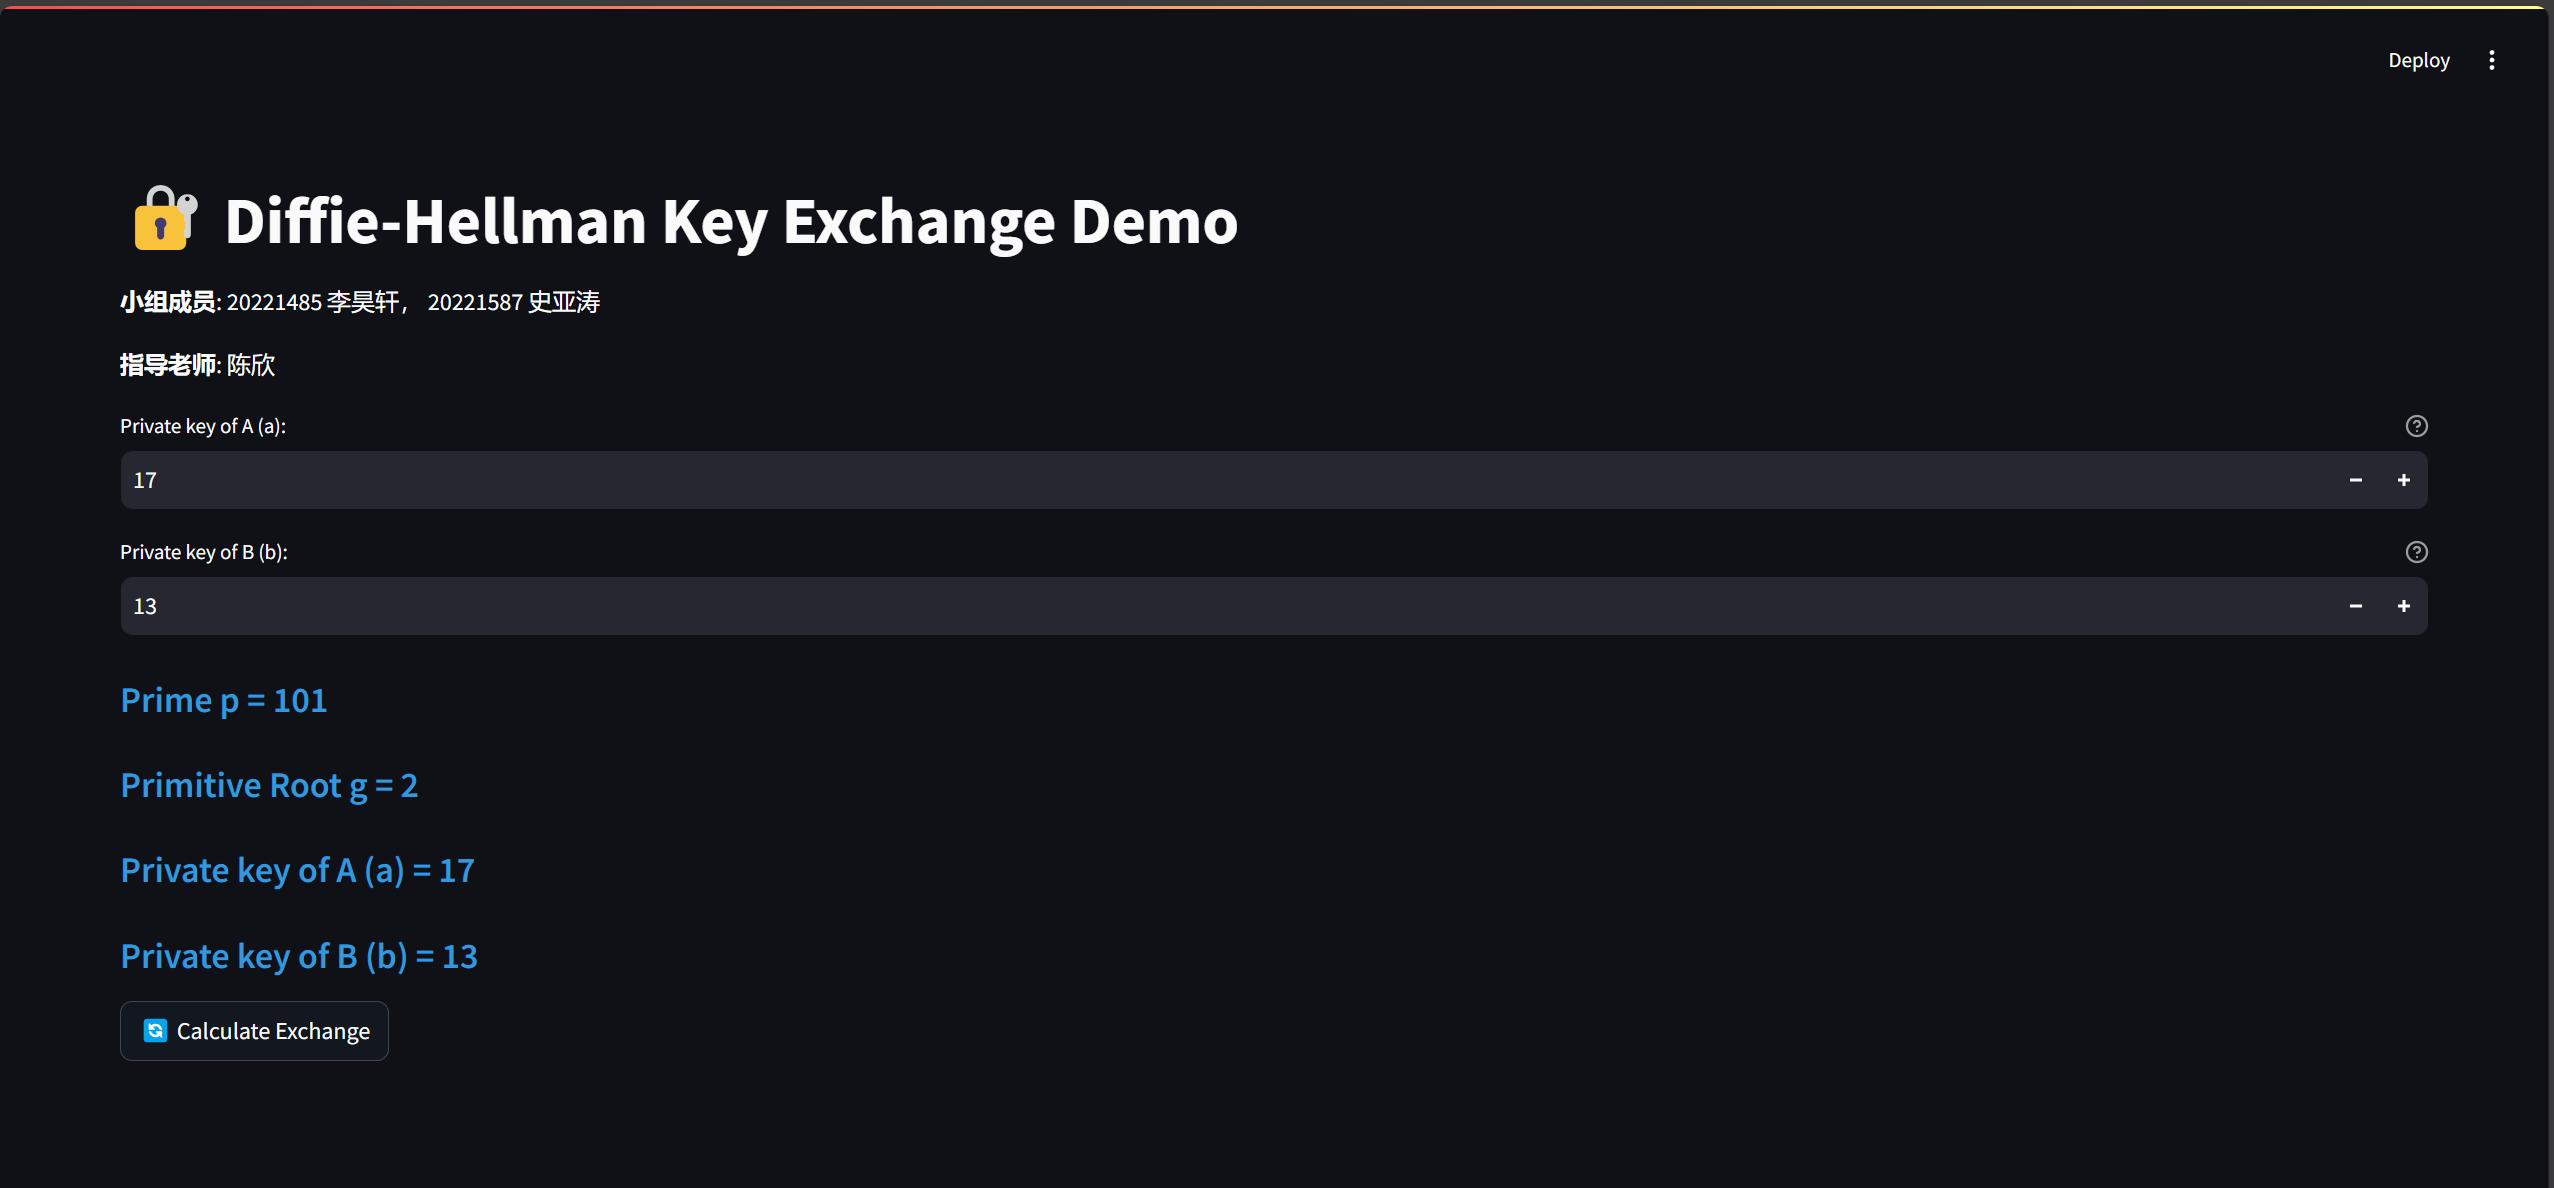 Deploy
Diffie-Hellman Key Exchange Demo
小组成员: 20221485 李昊轩， 20221587 史亚涛
指导老师: 陈欣
Private key of A (a):
17
Private key of B (b):
13
Prime p = 101
Primitive Root g = 2
Private key of A (a) = 17
Private key of B (b) = 13
Calculate Exchange